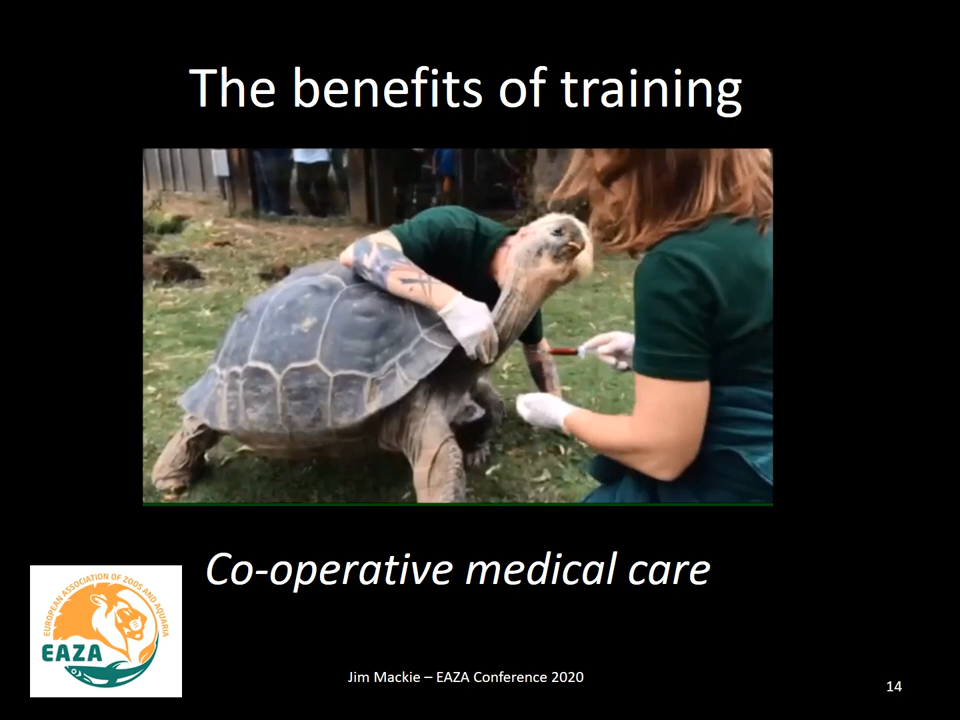 The benefits of training
Co-operative medical care
EUROPEAN ASSOCIATION OF ZOOS AND AQUARIA
EAZA
Jim Mackie – EAZA Conference 2020
14